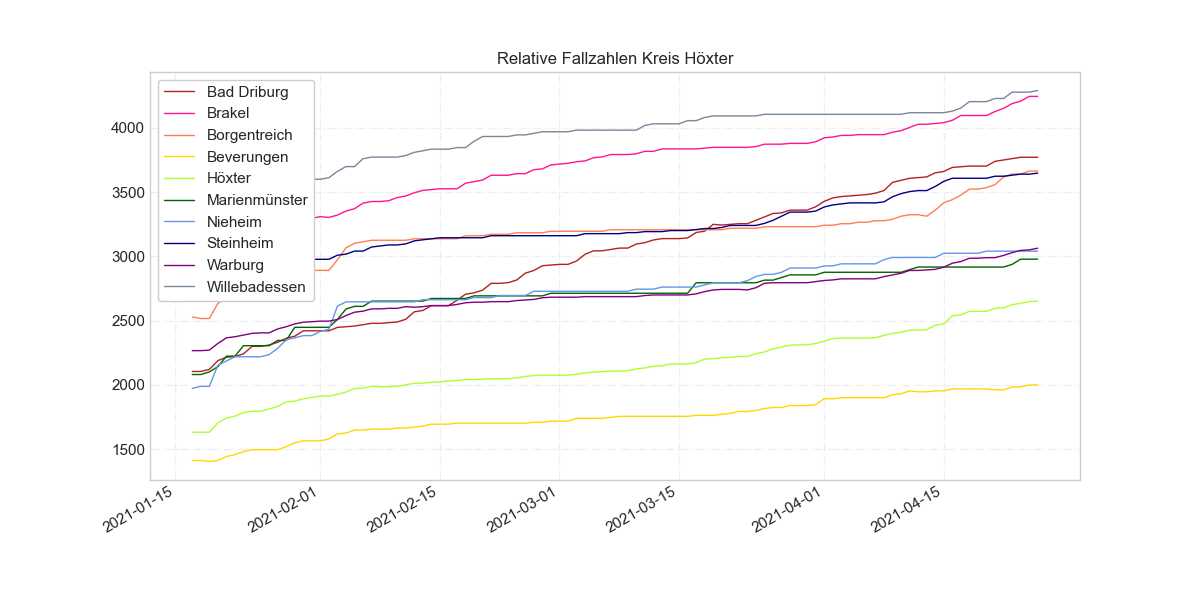 Relative Fallzahlen Kreis Höxter
Bad Driburg
Brakel
Borgentreich
Beverungen
Höxter
Marienmünster
Nieheim
Steinheim
Warburg
Willebadessen
4000
3500
3000
2500
2000
1500
2021-01-15
2021-02-01
2021-02-15
2021-03-01
2021-03-15
2021-04-01
2021-04-15